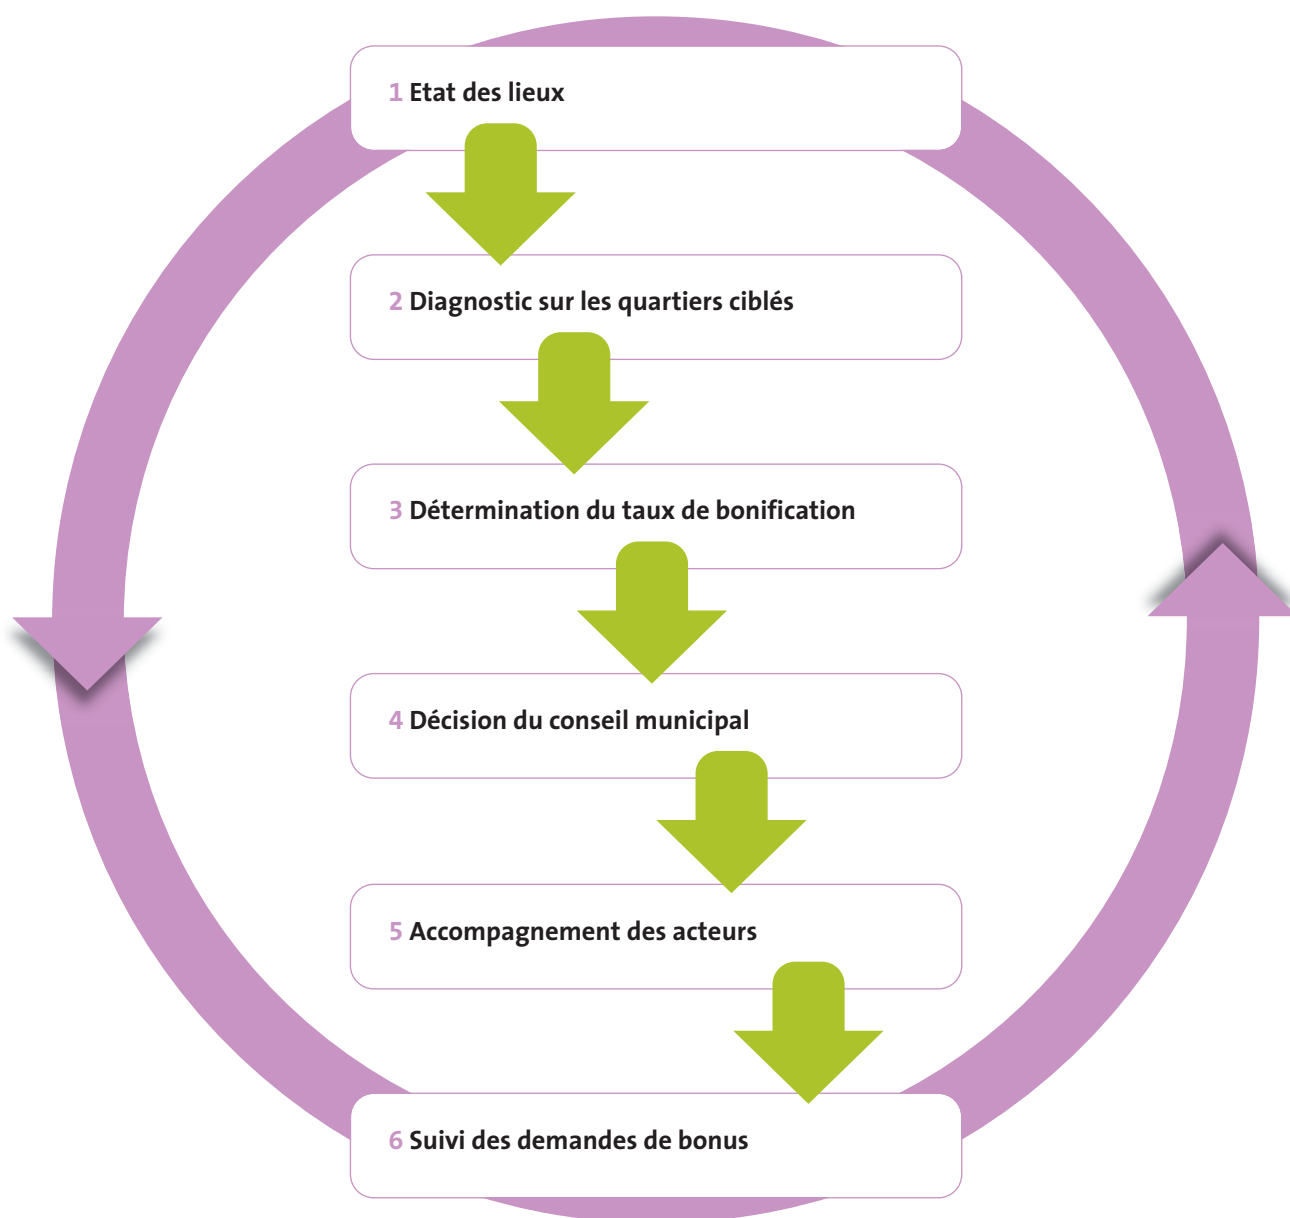 1 Etat des lieux
2 Diagnostic sur les quartiers ciblés
3 Détermination du taux de bonification
4 Décision du conseil municipal
5 Accompagnement des acteurs
6 Suivi des demandes de bonus